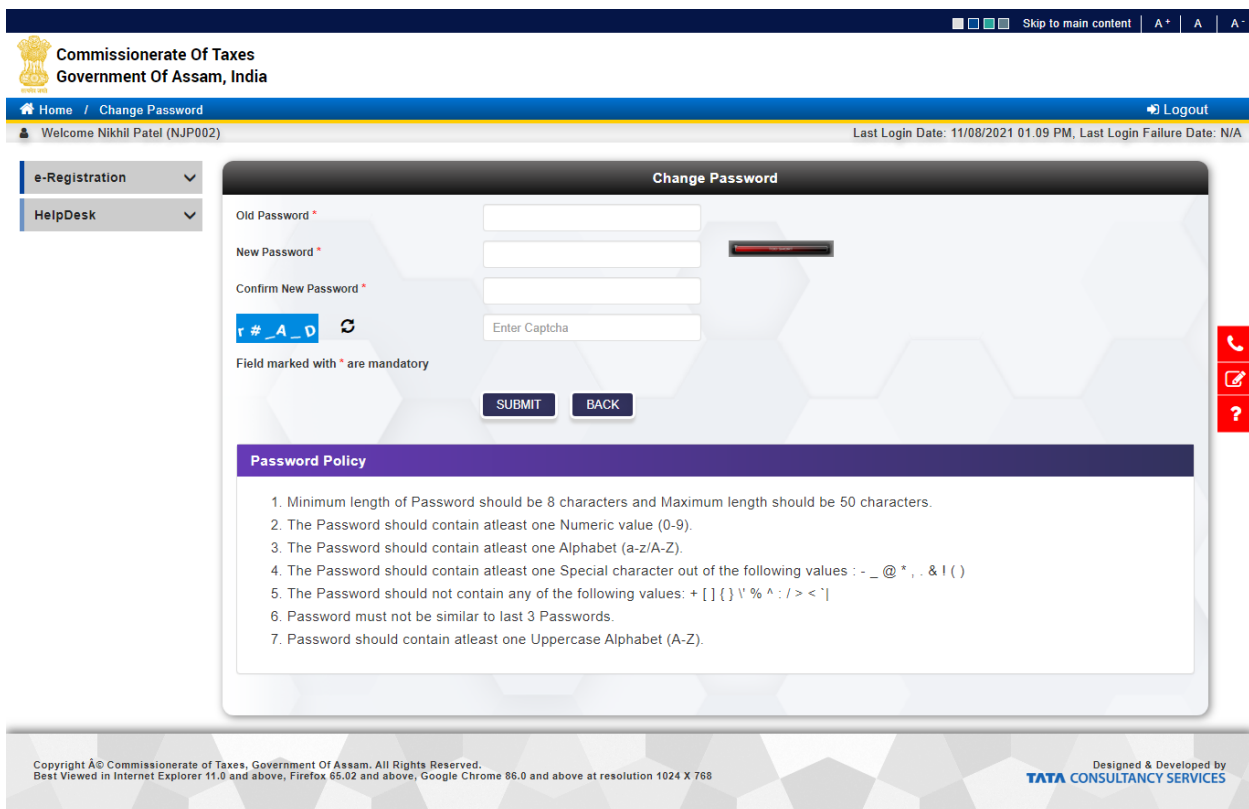 Skip to main content A+ A A-
Commissionerate Of Taxes
Government Of Assam, India
Home / Change Password Logout
Welcome Nikhil Patel (NJP002) Last Login Date: 11/08/2021 01.09 PM, Last Login Failure Date: N/A
e-Registration
HelpDesk
Change Password
Old Password *
New Password *
Confirm New Password *
r # _ A _ D Enter Captcha
Field marked with * are mandatory
SUBMIT BACK
?
Password Policy
1. Minimum length of Password should be 8 characters and Maximum length should be 50 characters.
2. The Password should contain atleast one Numeric value (0-9).
3. The Password should contain atleast one Alphabet (a-z/A-Z).
4. The Password should contain atleast one Special character out of the following values : - _ @ * , . & ! ( )
5. The Password should not contain any of the following values: + [ ] { } \' % ^ : / > < `|
6. Password must not be similar to last 3 Passwords.
7. Password should contain atleast one Uppercase Alphabet (A-Z).
Copyright Â© Commissionerate of Taxes, Government Of Assam. All Rights Reserved.
Best Viewed in Internet Explorer 11.0 and above, Firefox 65.02 and above, Google Chrome 86.0 and above at resolution 1024 X 768
Designed & Developed by
TATA CONSULTANCY SERVICES